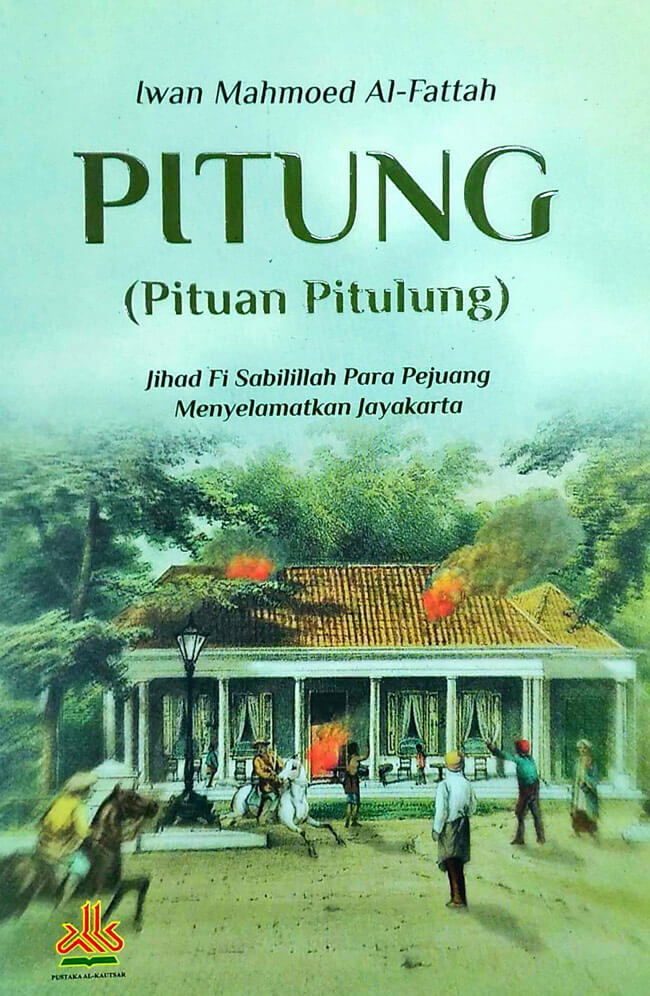 Iwan Mahmoed Al-Fattah
PITUNG
(Pituan Pitulung)
Jihad Fi Sabilillah Para Pejuang
Menyelamatkan Jayakarta
PUSTAKA AL-KAUTSAR